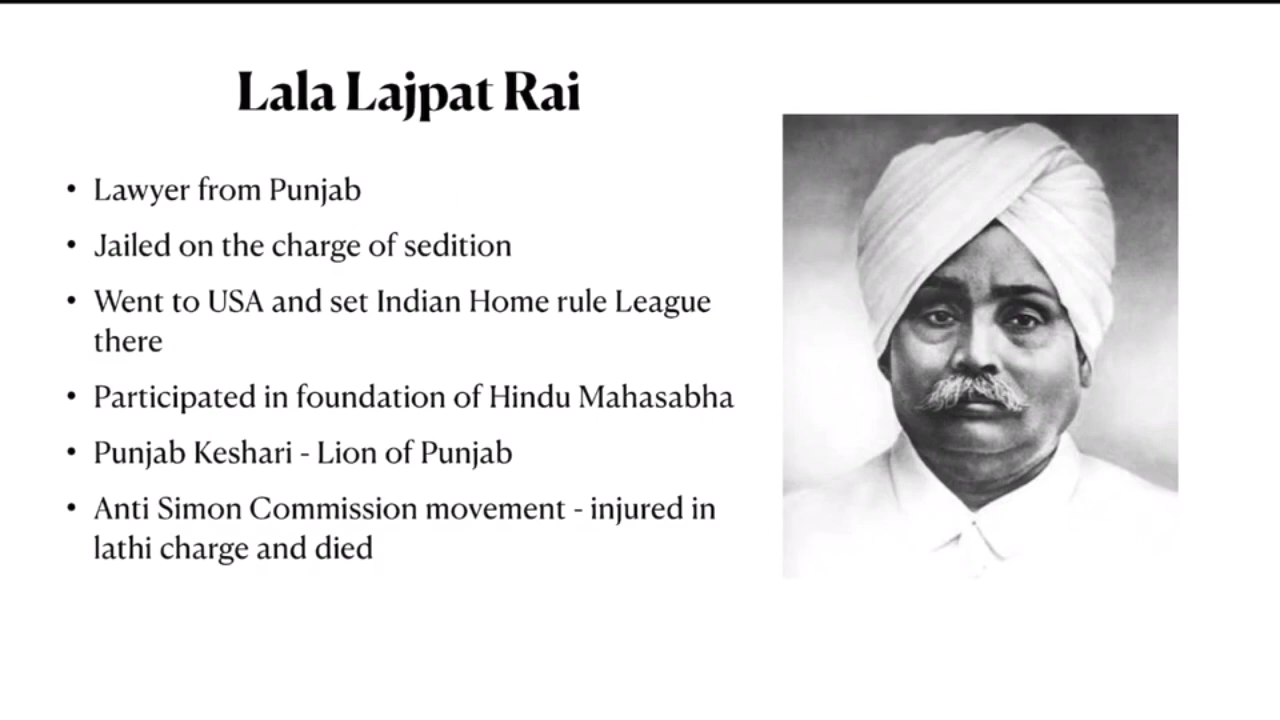 Lala Lajpat Rai
• Lawyer from Punjab
• Jailed on the charge of sedition
• Went to USA and set Indian Home rule League
there
• Participated in foundation of Hindu Mahasabha
• Punjab Keshari - Lion of Punjab
• Anti Simon Commission movement - injured in
lathi charge and died